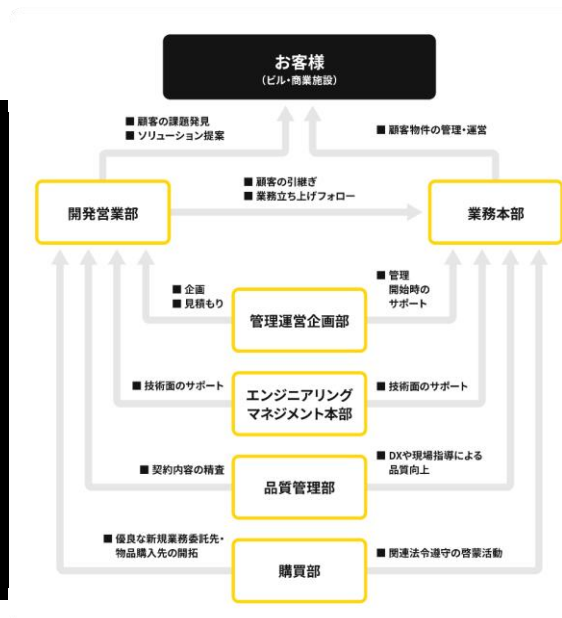 お客様
（ビル・商業施設）
■ 顧客の課題発見
■ ソリューション提案
■ 顧客物件の管理・運営
開発営業部
■ 顧客の引継ぎ
■ 業務立ち上げフォロー
業務本部
■ 企画
■ 見積もり
管理運営企画部
■ 管理
開始時の
サポート
■ 技術面のサポート
エンジニアリング
マネジメント本部
■ 技術面のサポート
■ 契約内容の精査
品質管理部
■ DXや現場指導による
品質向上
■ 優良な新規業務委託先・
物品購入先の開拓
購買部
■ 関連法令遵守の啓蒙活動